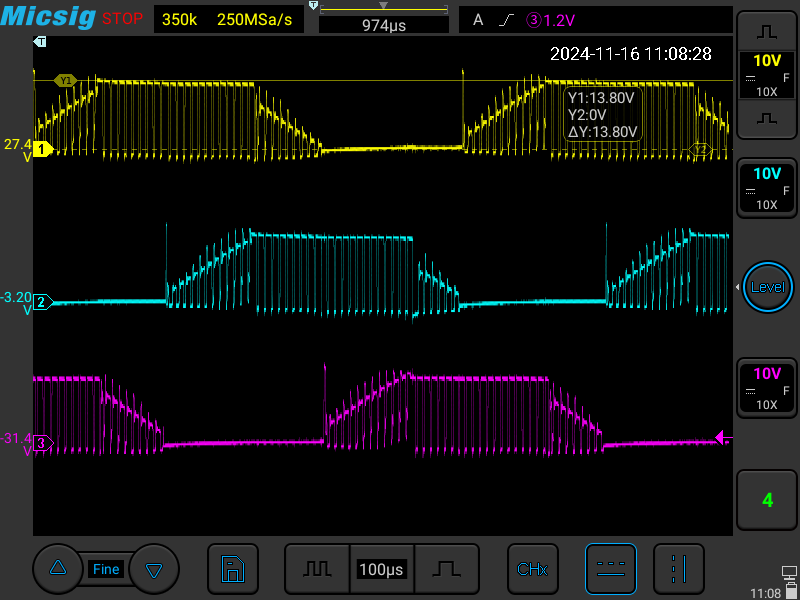 Micsig STOP 350k 250MSa/s 974µs A ③1.2V
T
T
2024-11-16 11:08:28
10V
F
10X
Y1
Y1:13.80V
Y2:0V
ΔY:13.80V
27.4
V
1
Y2
10V
F
10X
-3.20
V
2
Level
10V
F
10X
-31.4
V
3
4
Fine
100µs
CHx
11:08